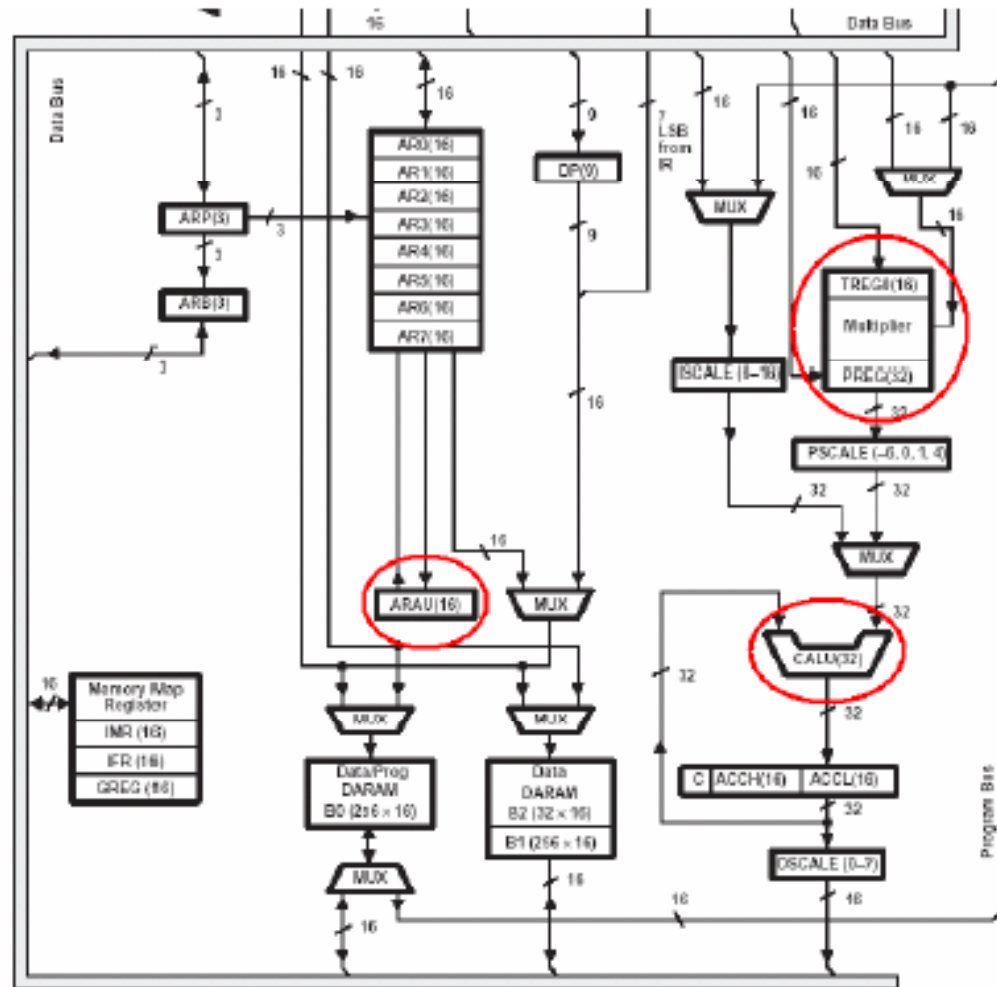 16
Data Bus
16
16
Data Bus
3
16
9
7
LSB
from
IR
16
16
16
16
16
AR0(16)
AR1(16)
AR2(16)
AR3(16)
AR4(16)
AR5(16)
AR6(16)
AR7(16)
DP(9)
MUX
MUX
ARP(3)
3
9
16
3
ARB(3)
3
TREG0(16)
Multiplier
PREG(32)
ISCALE (0–16)
16
32
PSCALE (–6, 0, 1, 4)
32
32
16
MUX
ARAU(16)
MUX
32
CALU(32)
32
32
16
Memory Map
Register
IMR (16)
IFR (16)
GREG (16)
MUX
MUX
Data/Prog
DARAM
B0 (256 × 16)
Data
DARAM
B2 (32 × 16)
B1 (256 × 16)
C
ACCH(16)
ACCL(16)
32
Program Bus
OSCALE (0–7)
MUX
16
16
16
16